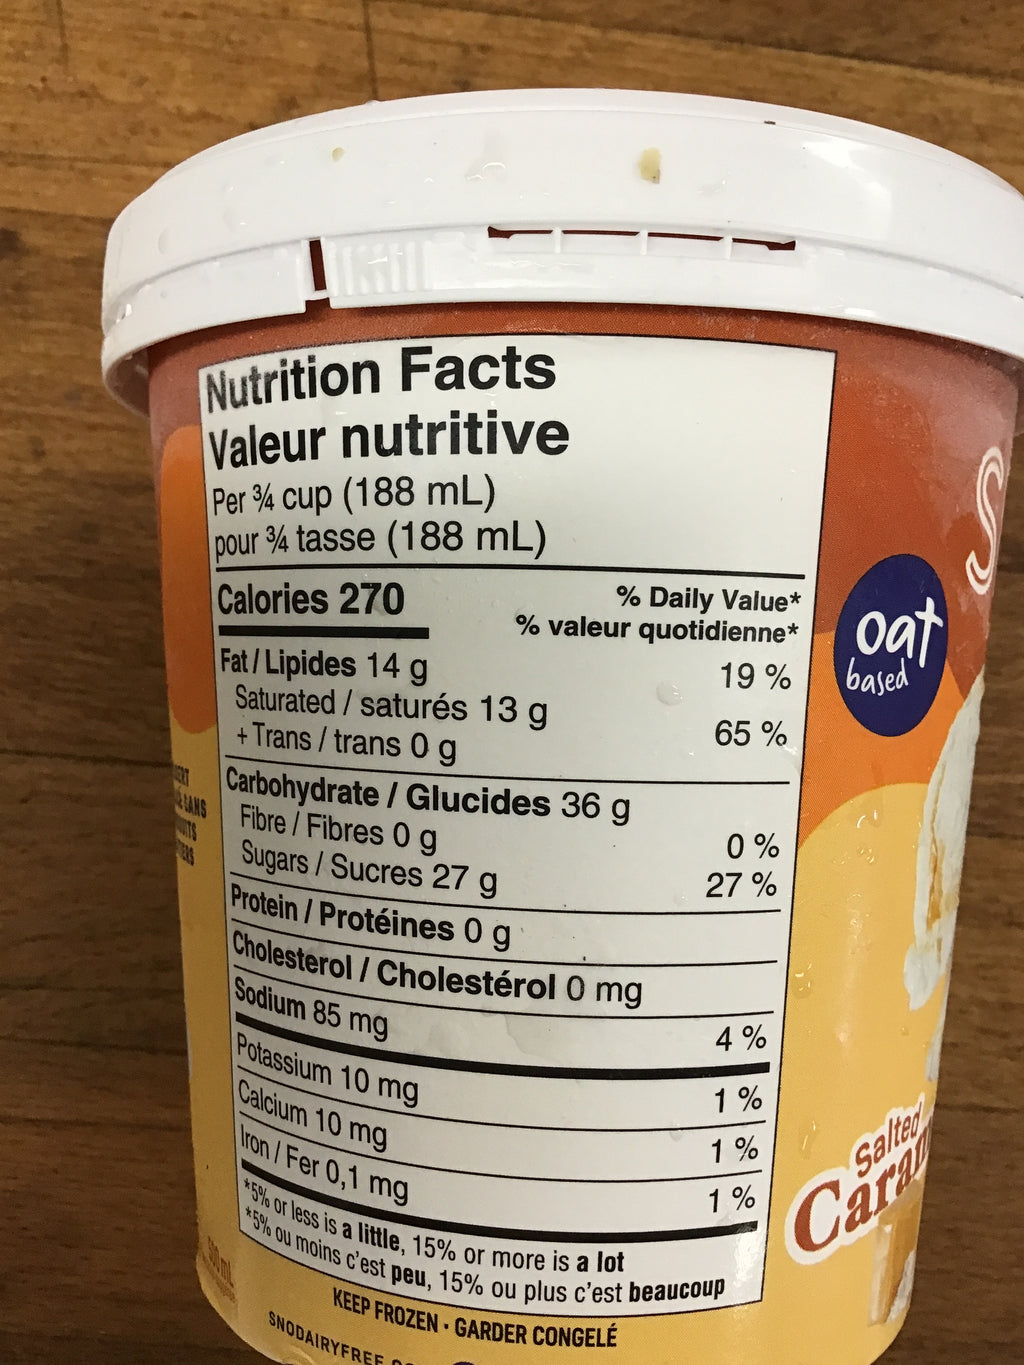 Nutrition Facts
Valeur nutritive
Per ¾ cup (188 mL)
pour ¾ tasse (188 mL)
Calories 270
% Daily Value*
% valeur quotidienne*
Fat / Lipides 14 g 19 %
Saturated / saturés 13 g
+ Trans / trans 0 g 65 %
Carbohydrate / Glucides 36 g
Fibre / Fibres 0 g 0 %
Sugars / Sucres 27 g 27 %
Protein / Protéines 0 g
Cholesterol / Cholestérol 0 mg
Sodium 85 mg 4 %
Potassium 10 mg 1 %
Calcium 10 mg 1 %
Iron / Fer 0,1 mg 1 %
*5% or less is a little, 15% or more is a lot
*5% ou moins c'est peu, 15% ou plus c'est beaucoup
KEEP FROZEN • GARDER CONGELÉ
SNODAIRYFREE
oat
based
S
Salted
SANS
500mL